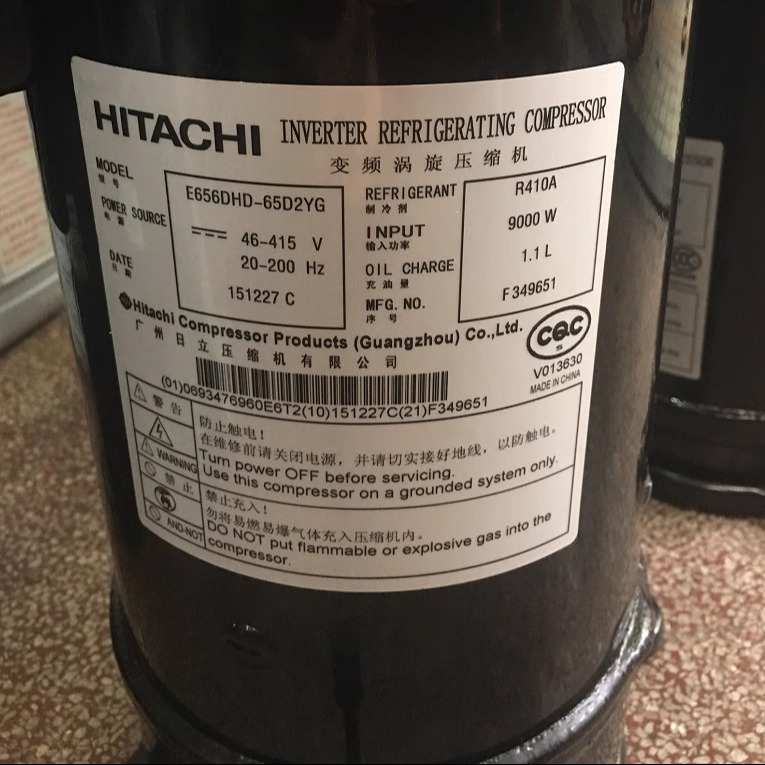 HITACHI INVERTER REFRIGERATING COMPRESSOR
变频涡旋压缩机
MODEL E656DHD-65D2YG
型号
POWER SOURCE 46-415 V
电源 20-200 Hz
DATE 151227 C
日期
REFRIGERANT R410A
制冷剂
INPUT 9000 W
输入功率
OIL CHARGE 1.1 L
充油量
MFG. NO. F349651
序号
Hitachi Compressor Products (Guangzhou) Co.,Ltd.
广州日立压缩机有限公司
CQC
S
V013630
MADE IN CHINA
(01)0693476960E6T2(10)151227C(21)F349651
警告
WARNING
防止触电!
在维修前请关闭电源，并请切实接好地线，以防触电。
Turn power OFF before servicing.
Use this compressor on a grounded system only.
禁止
AND-NOT
禁止充入!
勿将易燃易爆气体充入压缩机内。
DO NOT put flammable or explosive gas into the
compressor.